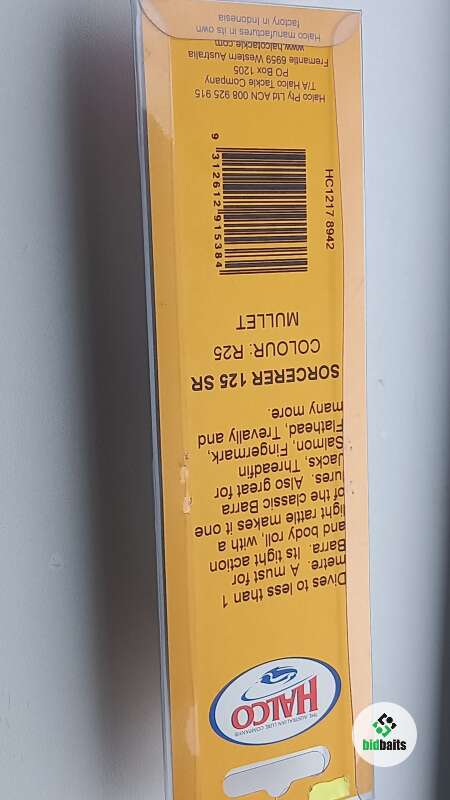 HALCO
THE AUSTRALIAN LURE COMPANY®
Dives to less than 1
metre. A must for
Barra. Its tight action
and body roll, with a
light rattle makes it one
of the classic Barra
lures. Also great for
Jacks, Threadfin
Salmon, Fingermark,
Flathead, Trevally and
many more.
SORCERER 125 SR
COLOUR: R25
MULLET
HC1217 8942
9 312612 915384
Halco Pty Ltd ACN 008 925 915
T/A Halco Tackle Company
PO Box 1205
Fremantle 6959 Western Australia
www.halcotackle.com
Halco manufactures in its own
factory in Indonesia
bidbaits